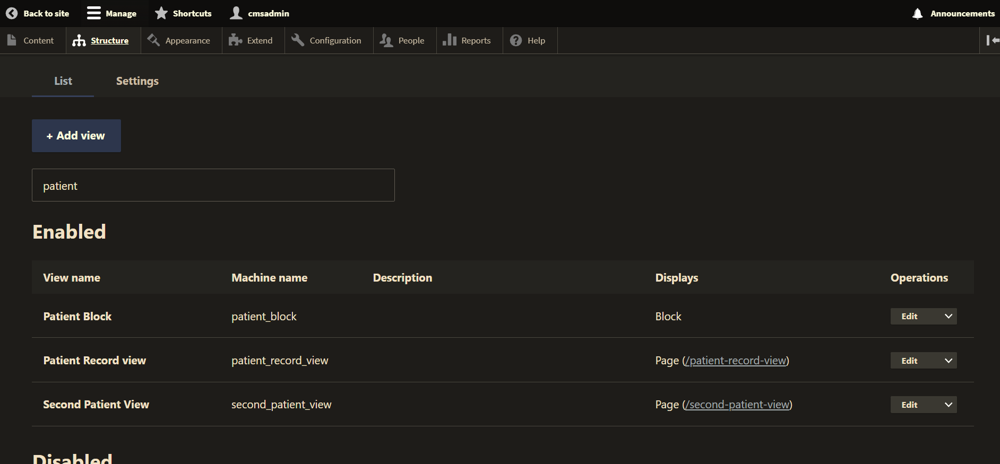 Back to site Manage Shortcuts cmsadmin Announcements
Content Structure Appearance Extend Configuration People Reports Help
List Settings
+ Add view
patient
Enabled
View name Machine name Description Displays Operations
Patient Block patient_block Block Edit
Patient Record view patient_record_view Page (/patient-record-view) Edit
Second Patient View second_patient_view Page (/second-patient-view) Edit
Disabled